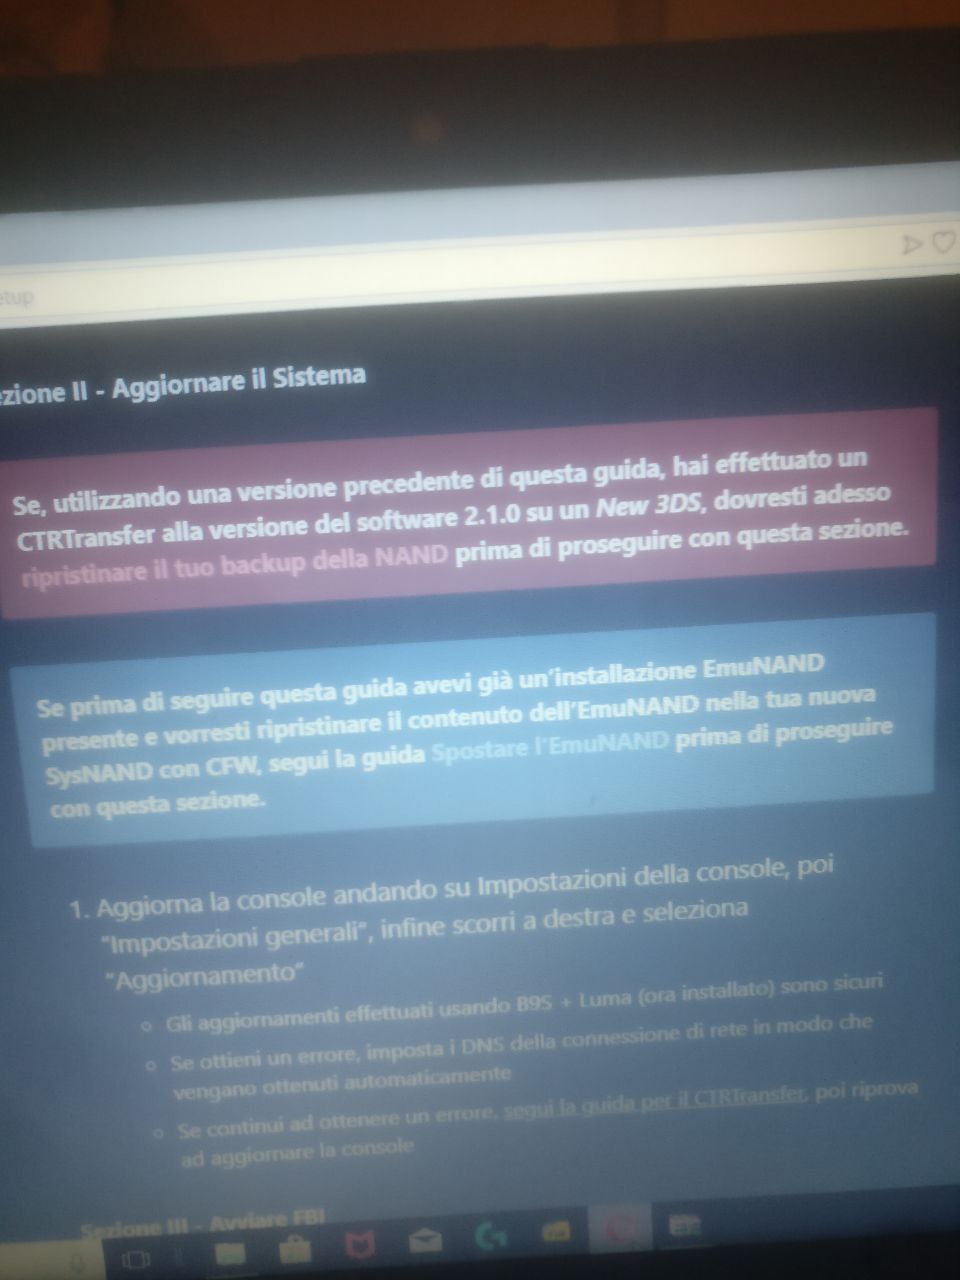 etup
ezione II - Aggiornare il Sistema
Se, utilizzando una versione precedente di questa guida, hai effettuato un
CTRTransfer alla versione del software 2.1.0 su un New 3DS, dovresti adesso
ripristinare il tuo backup della NAND prima di proseguire con questa sezione.
Se prima di seguire questa guida avevi già un'installazione EmuNAND
presente e vorresti ripristinare il contenuto dell'EmuNAND nella tua nuova
SysNAND con CFW, segui la guida Spostare l'EmuNAND prima di proseguire
con questa sezione.
1. Aggiorna la console andando su Impostazioni della console, poi
"Impostazioni generali", infine scorri a destra e seleziona
"Aggiornamento"
Gli aggiornamenti effettuati usando B9S + Luma (ora installato) sono sicuri
Se ottieni un errore, imposta i DNS della connessione di rete in modo che
vengano ottenuti automaticamente
Se continui ad ottenere un errore, segui la guida per il CTRTransfer, poi riprova
ad aggiornare la console
Sezione III - Avviare FBI